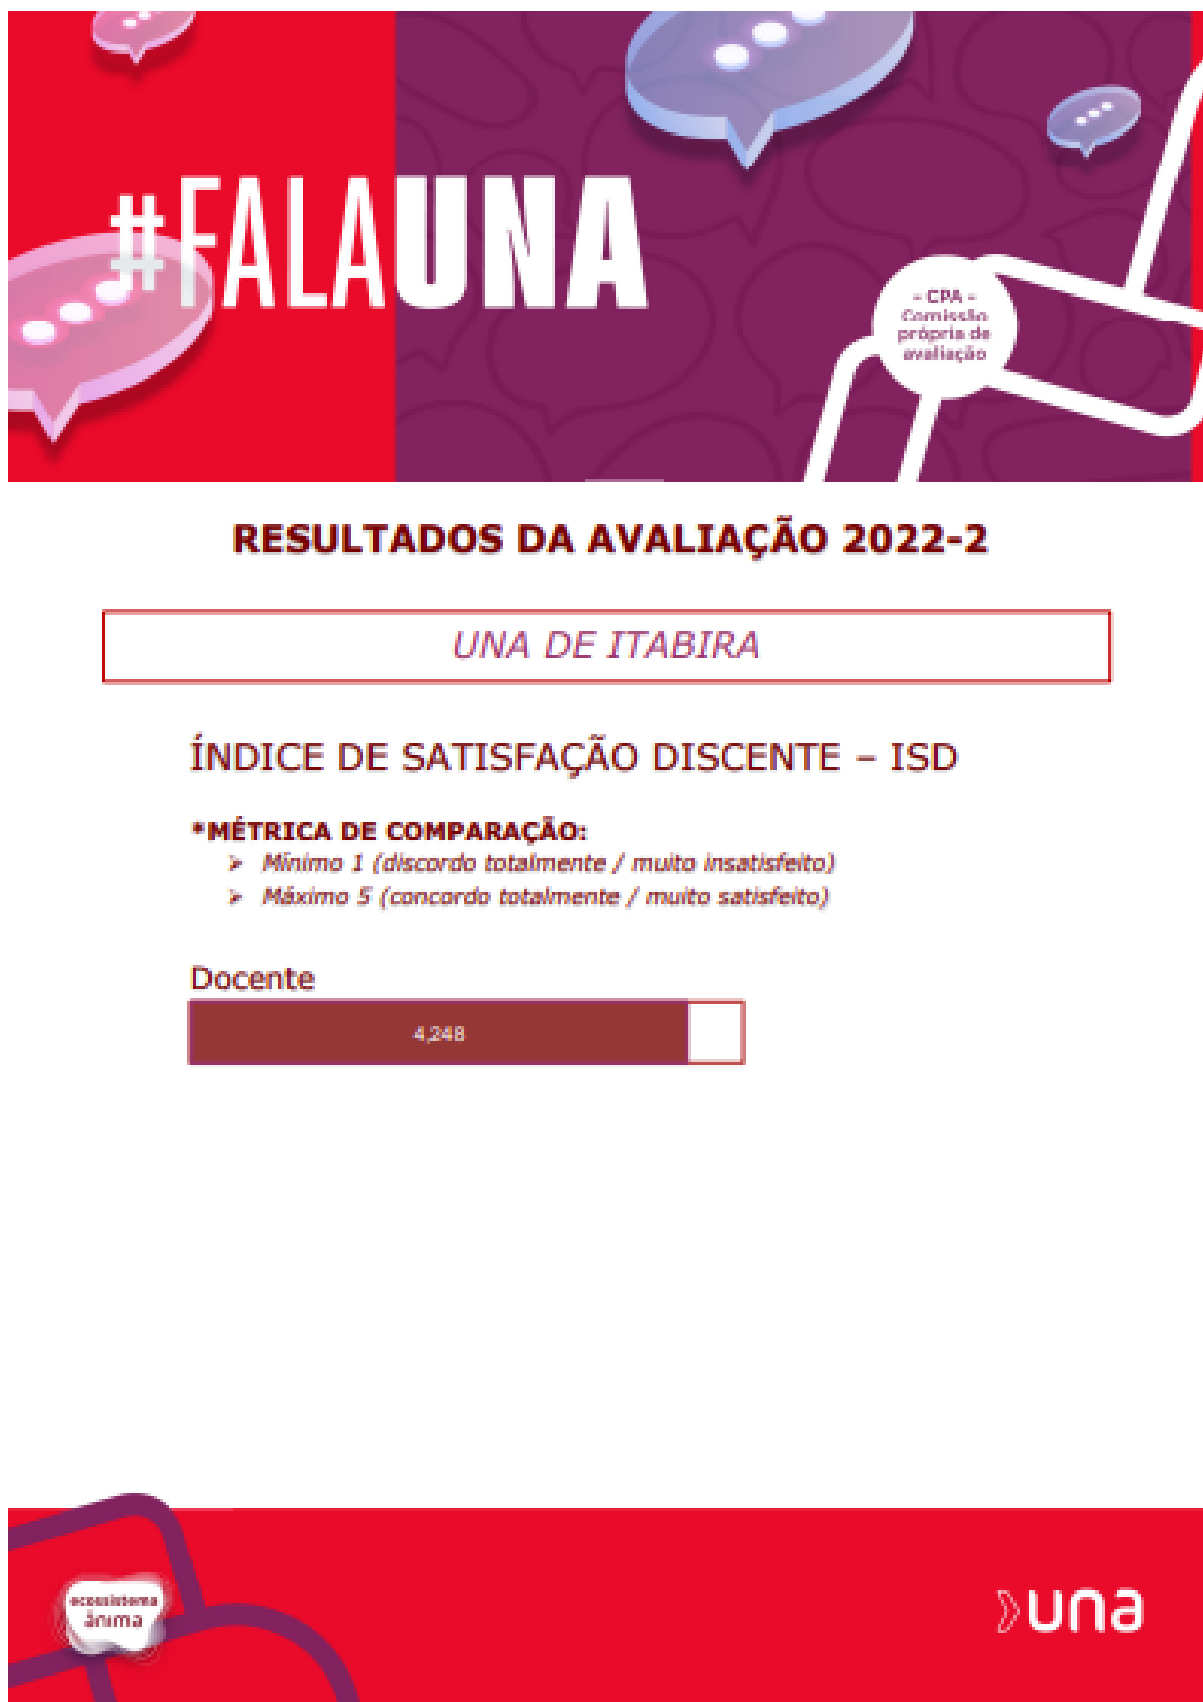 #FALAUNA
- CPA -
Comissão
própria de
avaliação
RESULTADOS DA AVALIAÇÃO 2022-2
UNA DE ITABIRA
ÍNDICE DE SATISFAÇÃO DISCENTE – ISD
*MÉTRICA DE COMPARAÇÃO:
➢ Mínimo 1 (discordo totalmente / muito insatisfeito)
➢ Máximo 5 (concordo totalmente / muito satisfeito)
Docente
4,248
ecossistema
ânima
una